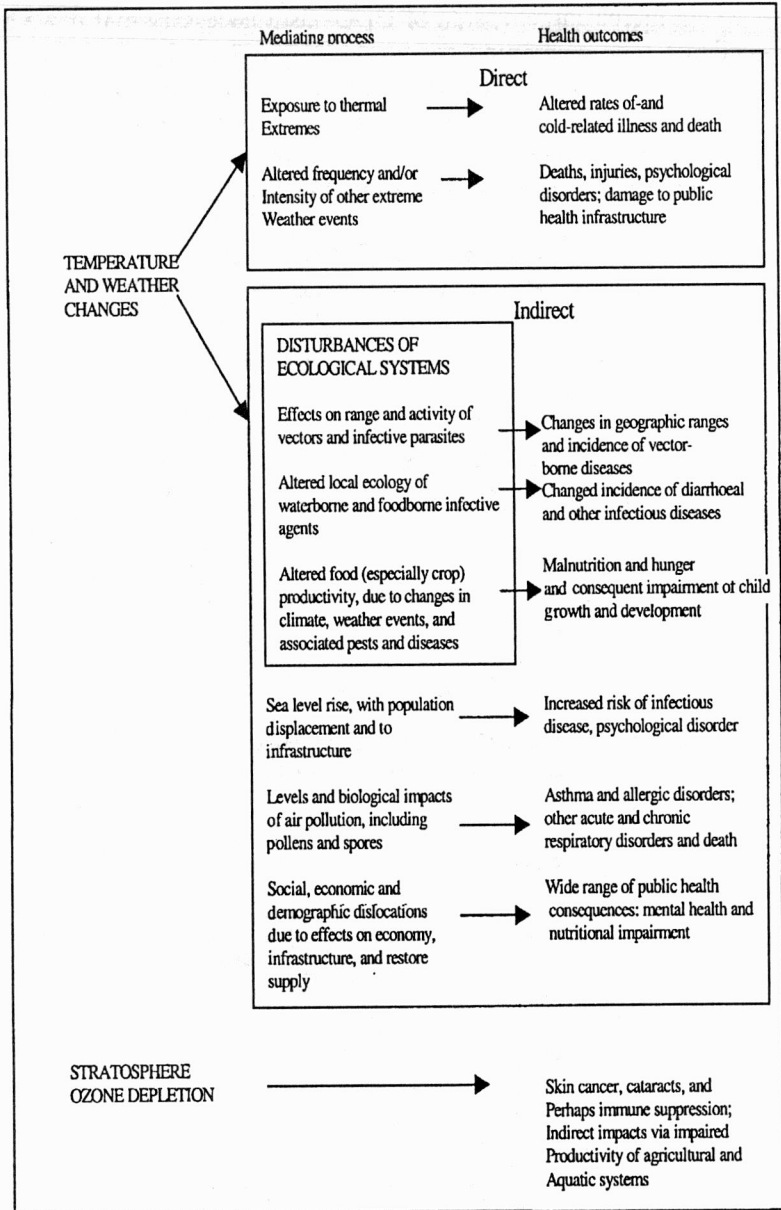 Mediating process
Health outcomes
Direct
Exposure to thermal
Extremes
Altered rates of-and
cold-related illness and death
Altered frequency and/or
Intensity of other extreme
Weather events
Deaths, injuries, psychological
disorders; damage to public
health infrastructure
TEMPERATURE
AND WEATHER
CHANGES
Indirect
DISTURBANCES OF
ECOLOGICAL SYSTEMS
Effects on range and activity of
vectors and infective parasites
Changes in geographic ranges
and incidence of vector-
borne diseases
Altered local ecology of
waterborne and foodborne infective
agents
Changed incidence of diarrhoeal
and other infectious diseases
Altered food (especially crop)
productivity, due to changes in
climate, weather events, and
associated pests and diseases
Malnutrition and hunger
and consequent impairment of child
growth and development
Sea level rise, with population
displacement and to
infrastructure
Increased risk of infectious
disease, psychological disorder
Levels and biological impacts
of air pollution, including
pollens and spores
Asthma and allergic disorders;
other acute and chronic
respiratory disorders and death
Social, economic and
demographic dislocations
due to effects on economy,
infrastructure, and restore
supply
Wide range of public health
consequences: mental health and
nutritional impairment
STRATOSPHERE
OZONE DEPLETION
Skin cancer, cataracts, and
Perhaps immune suppression;
Indirect impacts via impaired
Productivity of agricultural and
Aquatic systems